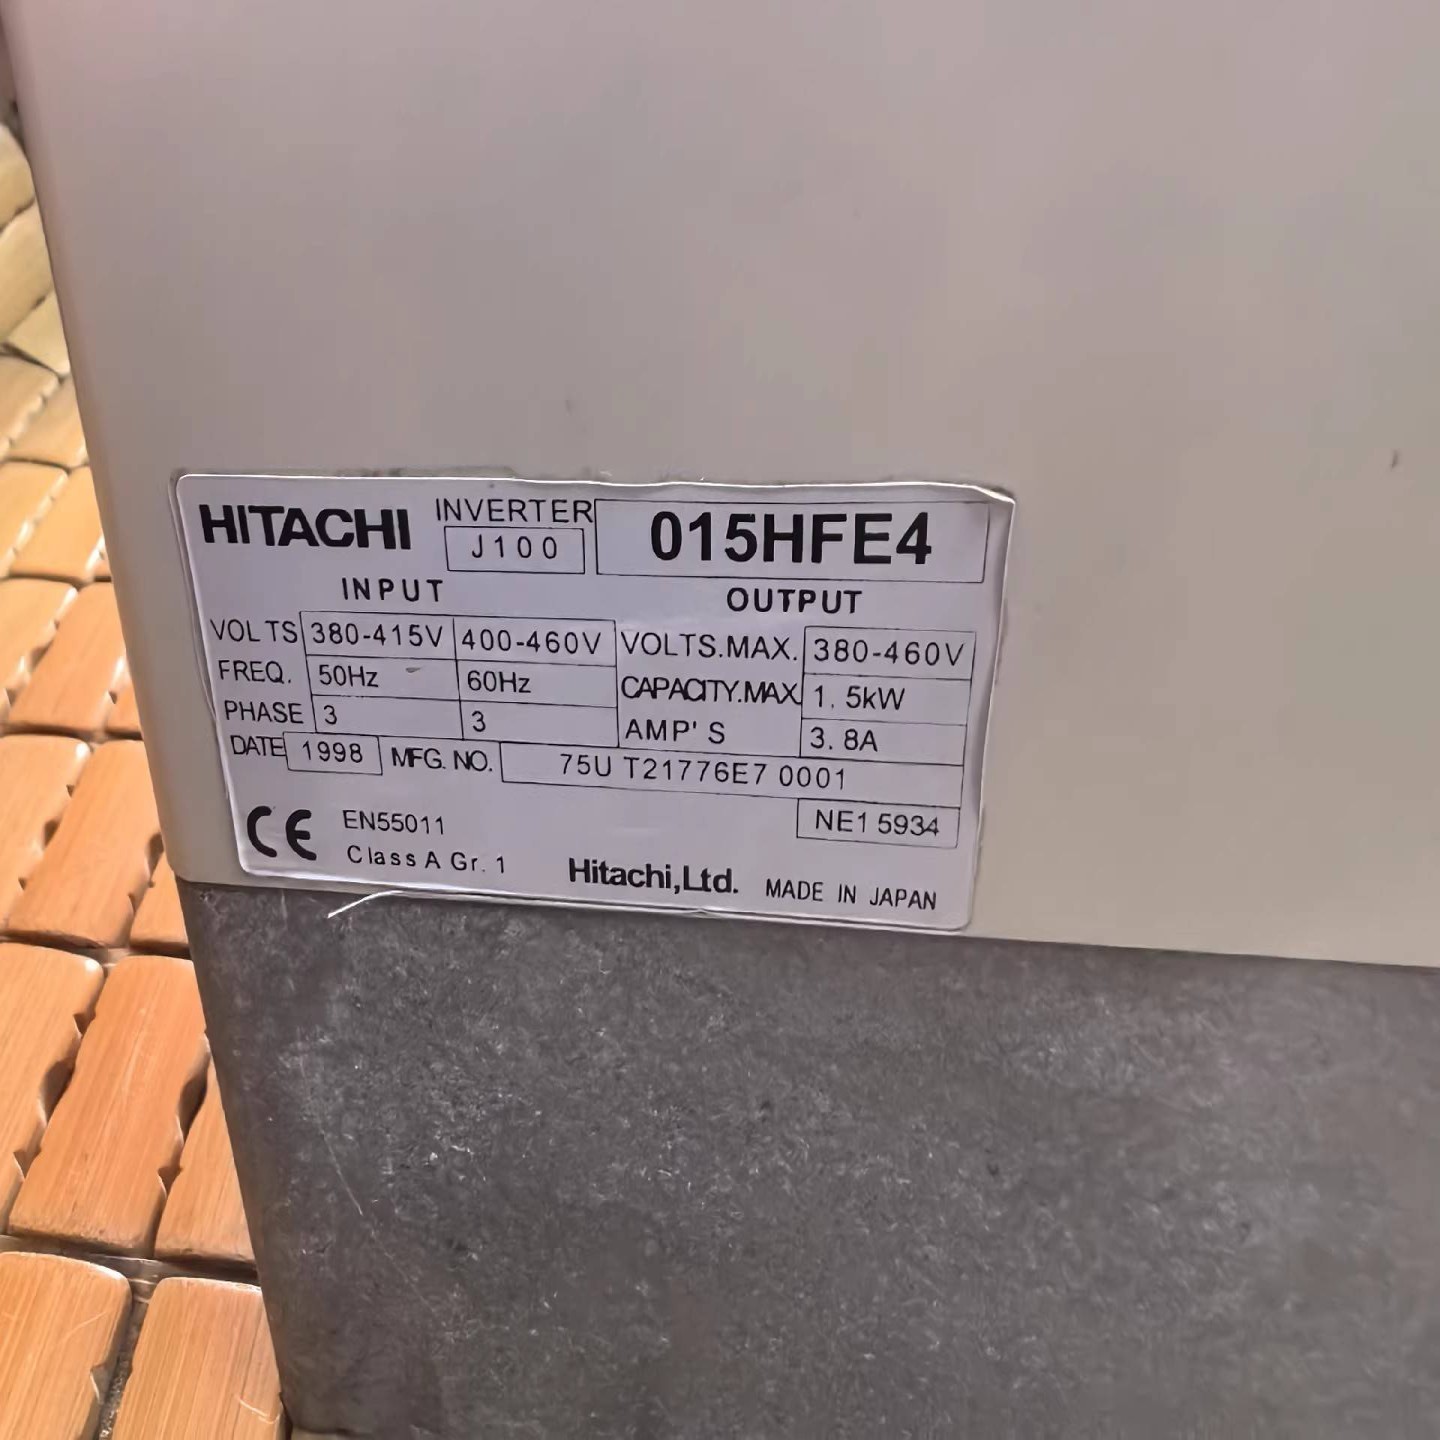 HITACHI INVERTER J100 015HFE4
INPUT OUTPUT
VOLTS 380-415V 400-460V VOLTS.MAX. 380-460V
FREQ. 50Hz 60Hz CAPACITY.MAX 1.5kW
PHASE 3 3 AMP'S 3.8A
DATE 1998 MFG. NO. 75U T21776E7 0001
NE1 5934
CE EN55011
Class A Gr. 1
Hitachi,Ltd. MADE IN JAPAN